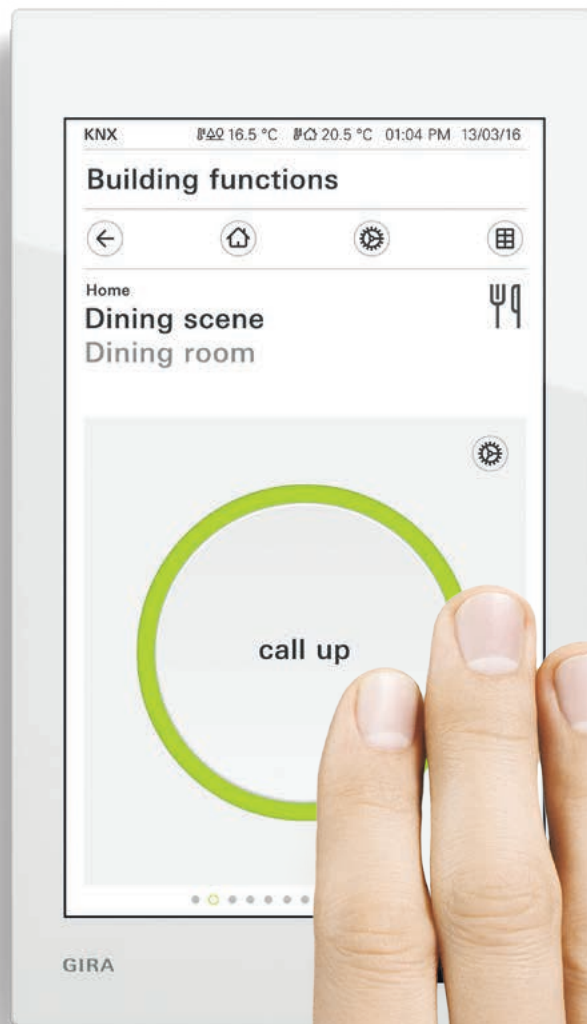 KNX 16.5 °C 20.5 °C 01:04 PM 13/03/16
Building functions
Home
Dining scene
Dining room
call up
GIRA